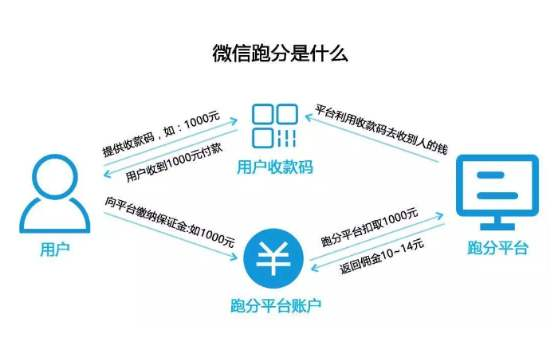 微信跑分是什么
提供收款码，如：1000元
用户收到1000元付款
平台利用收款码去收别人的钱
用户收款码
向平台缴纳保证金:如1000元
用户
跑分平台扣取1000元
返回佣金10~14元
跑分平台
¥
跑分平台账户